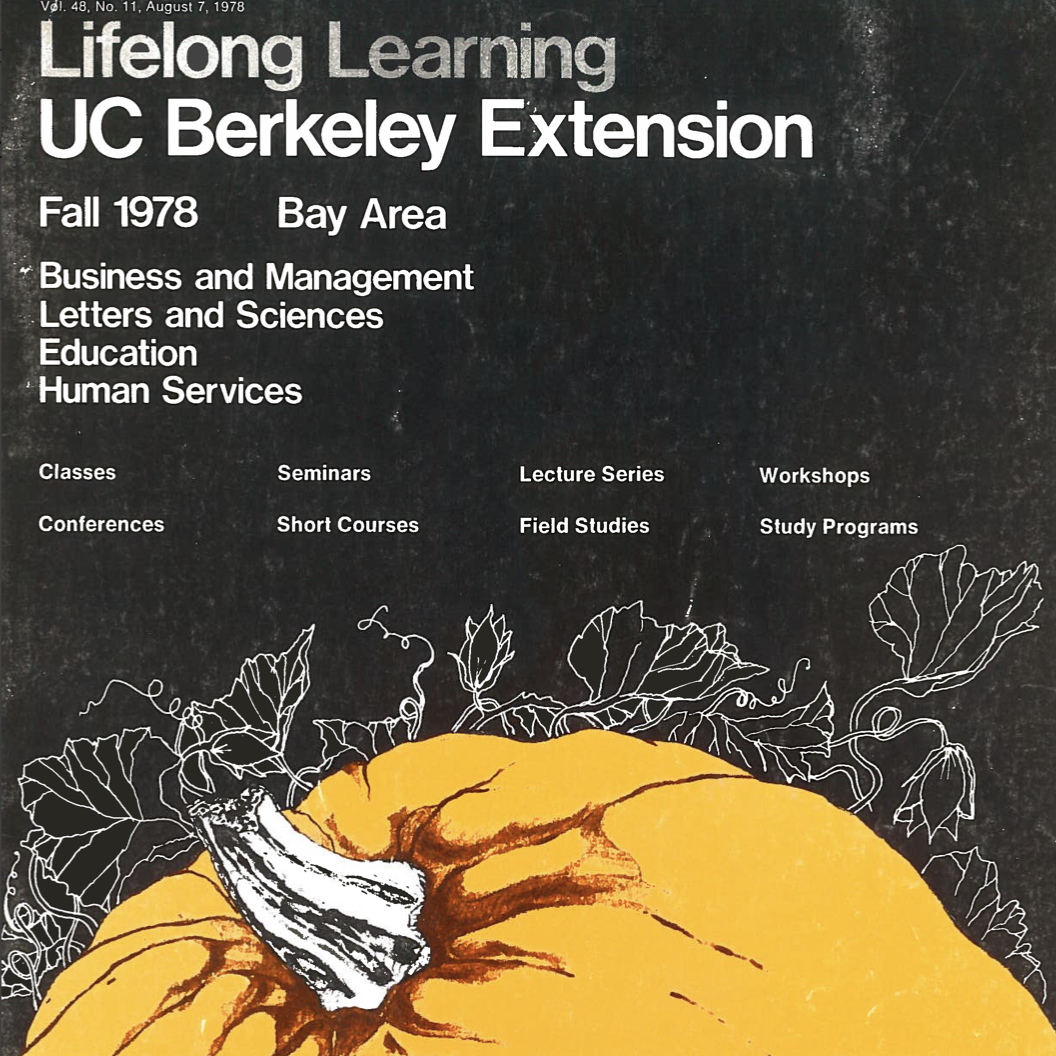 Vol. 48, No. 11, August 7, 1978
Lifelong Learning
UC Berkeley Extension
Fall 1978 Bay Area
Business and Management
Letters and Sciences
Education
Human Services
Classes Seminars Lecture Series Workshops
Conferences Short Courses Field Studies Study Programs